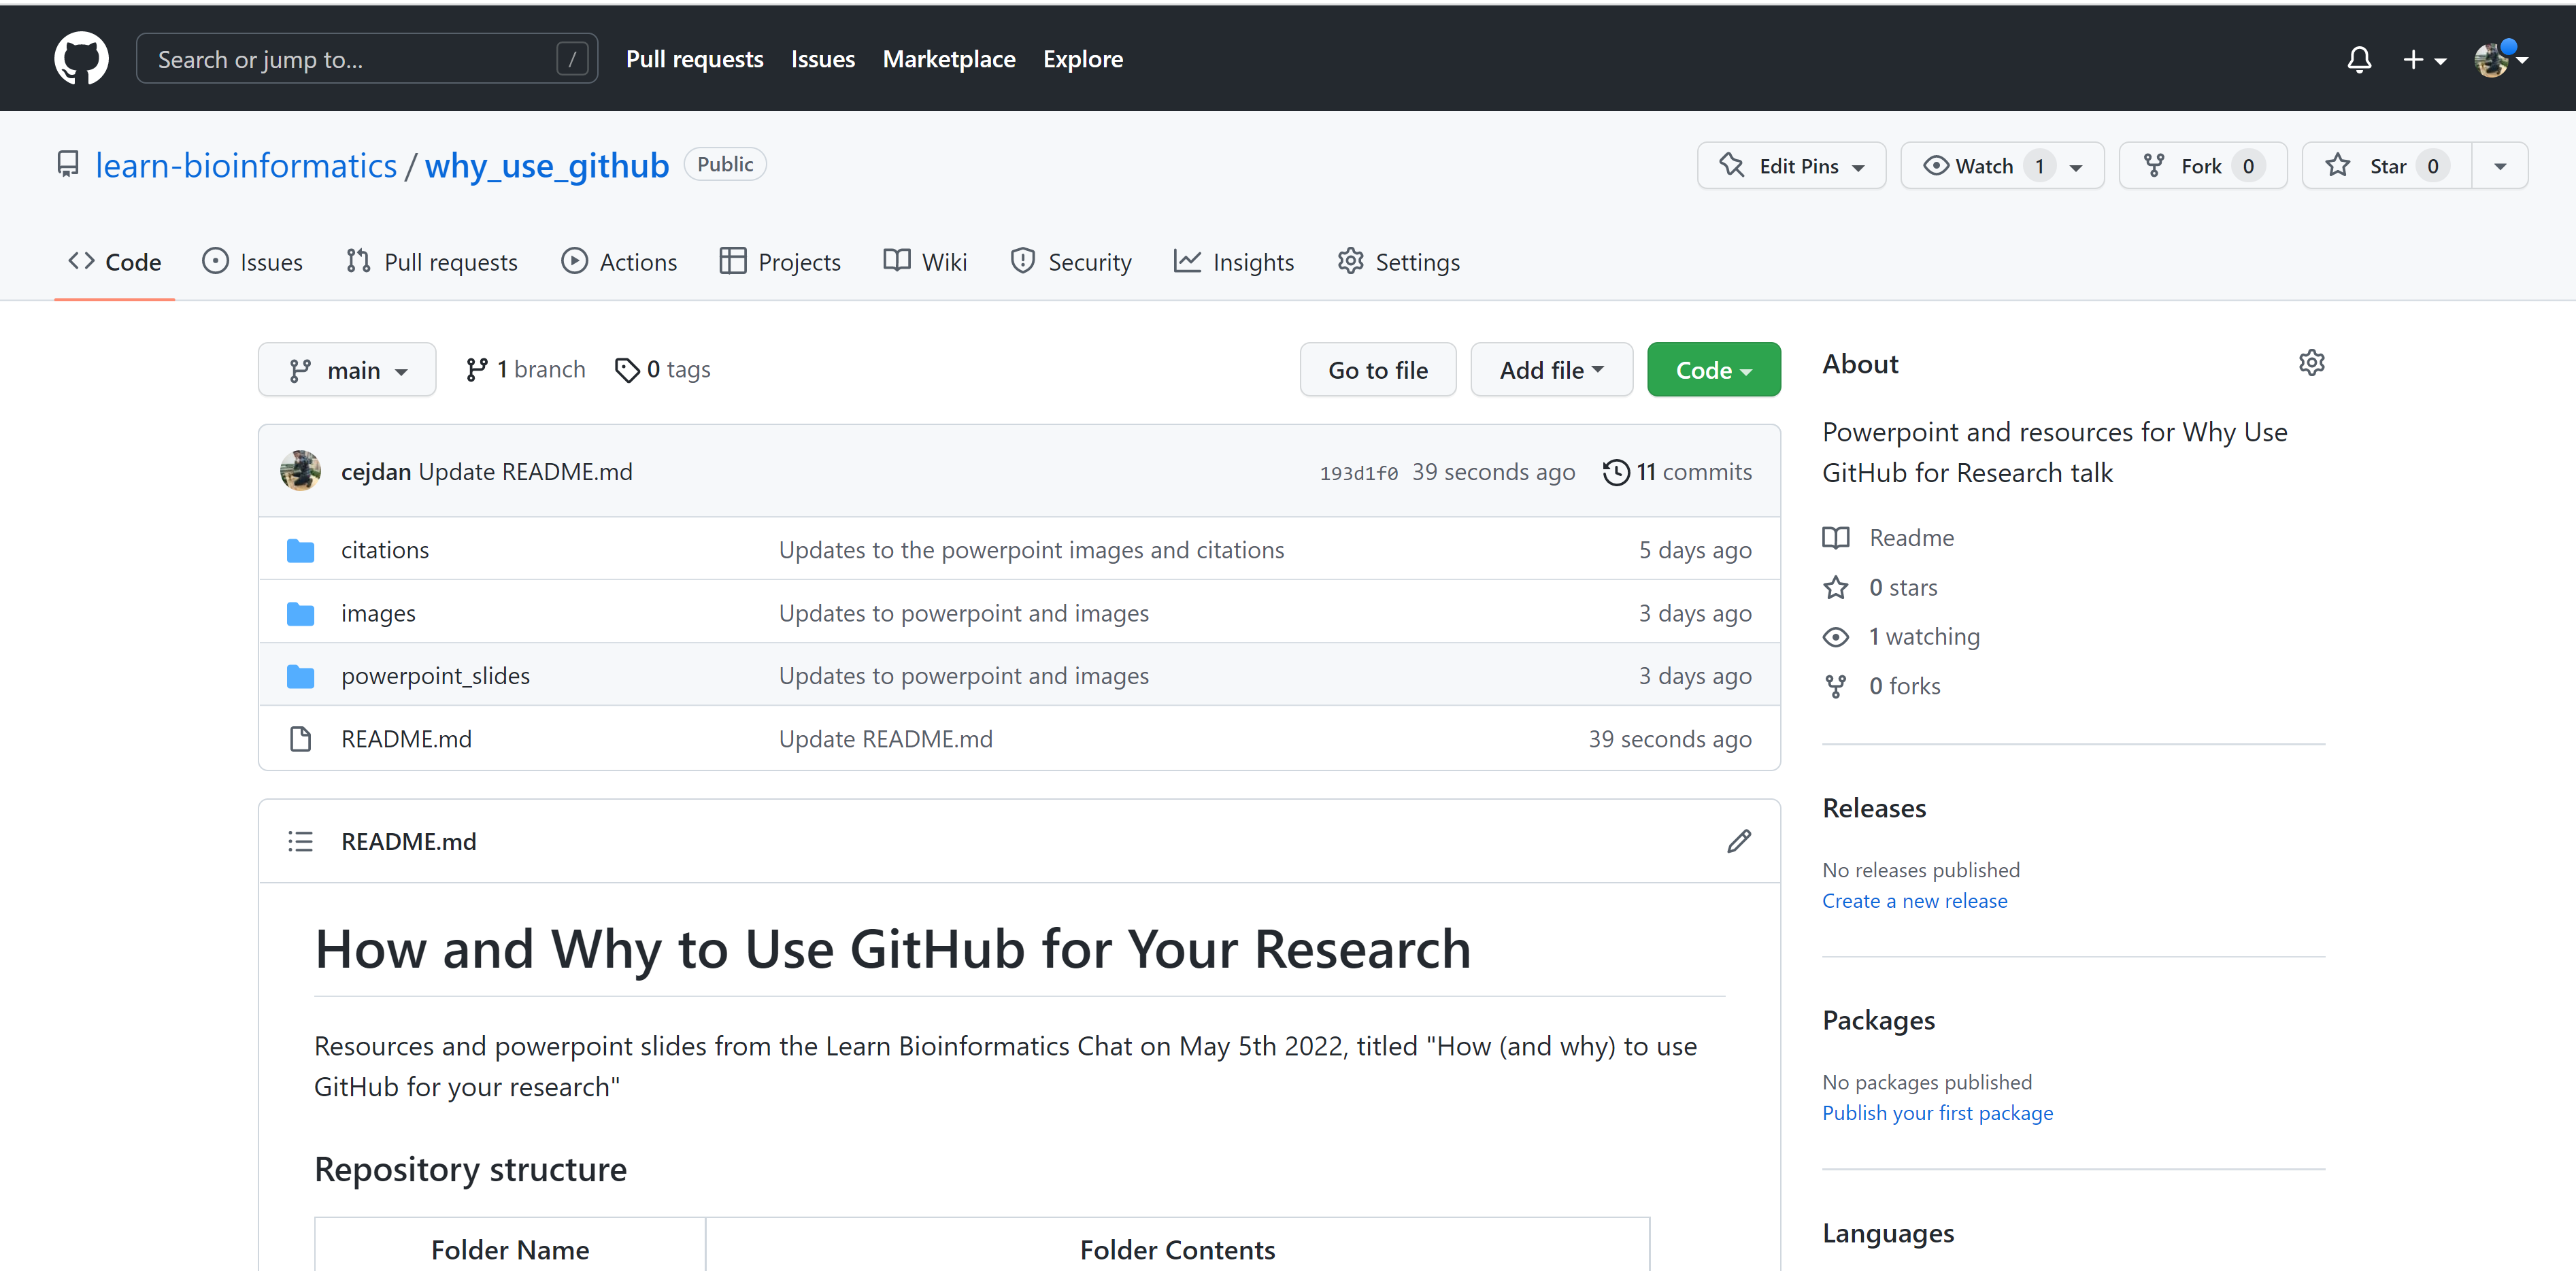 Search or jump to... /
Pull requests Issues Marketplace Explore
learn-bioinformatics / why_use_github Public
Edit Pins Watch 1 Fork 0 Star 0
Code Issues Pull requests Actions Projects Wiki Security Insights Settings
main 1 branch 0 tags
Go to file Add file Code
cejdan Update README.md 193d1f0 39 seconds ago 11 commits
citations Updates to the powerpoint images and citations 5 days ago
images Updates to powerpoint and images 3 days ago
powerpoint_slides Updates to powerpoint and images 3 days ago
README.md Update README.md 39 seconds ago
README.md
How and Why to Use GitHub for Your Research
Resources and powerpoint slides from the Learn Bioinformatics Chat on May 5th 2022, titled "How (and why) to use
GitHub for your research"
Repository structure
Folder Name Folder Contents
About
Powerpoint and resources for Why Use
GitHub for Research talk
Readme
0 stars
1 watching
0 forks
Releases
No releases published
Create a new release
Packages
No packages published
Publish your first package
Languages